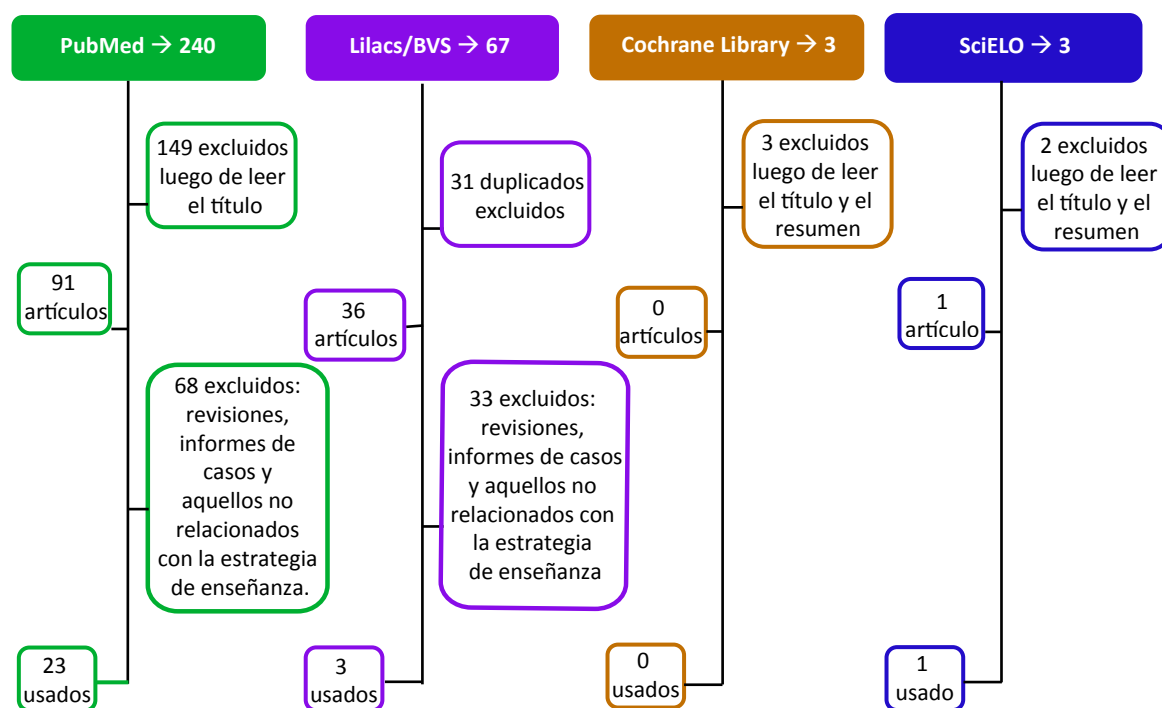 PubMed → 240
149 excluidos
luego de leer
el título
91
artículos
68 excluidos:
revisiones,
informes de
casos y
aquellos no
relacionados
con la estrategia
de enseñanza.
23
usados
Lilacs/BVS → 67
31 duplicados
excluidos
36
artículos
33 excluidos:
revisiones,
informes de casos
y aquellos no
relacionados con
la estrategia
de enseñanza
3
usados
Cochrane Library → 3
3 excluidos
luego de leer
el título y el
resumen
0
artículos
0
usados
SciELO → 3
2 excluidos
luego de leer
el título y el
resumen
1
artículo
1
usado